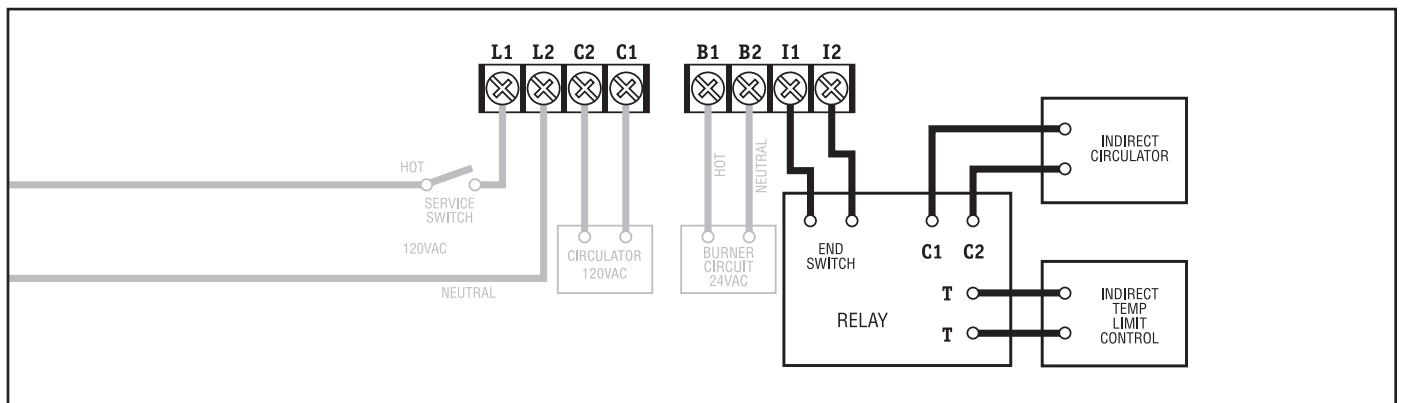 L1 L2 C2 C1 B1 B2 I1 I2
HOT
SERVICE
SWITCH
120VAC
NEUTRAL
CIRCULATOR
120VAC
HOT
NEUTRAL
BURNER
CIRCUIT
24VAC
END
SWITCH
C1 C2
T
T
RELAY
INDIRECT
CIRCULATOR
INDIRECT
TEMP
LIMIT
CONTROL